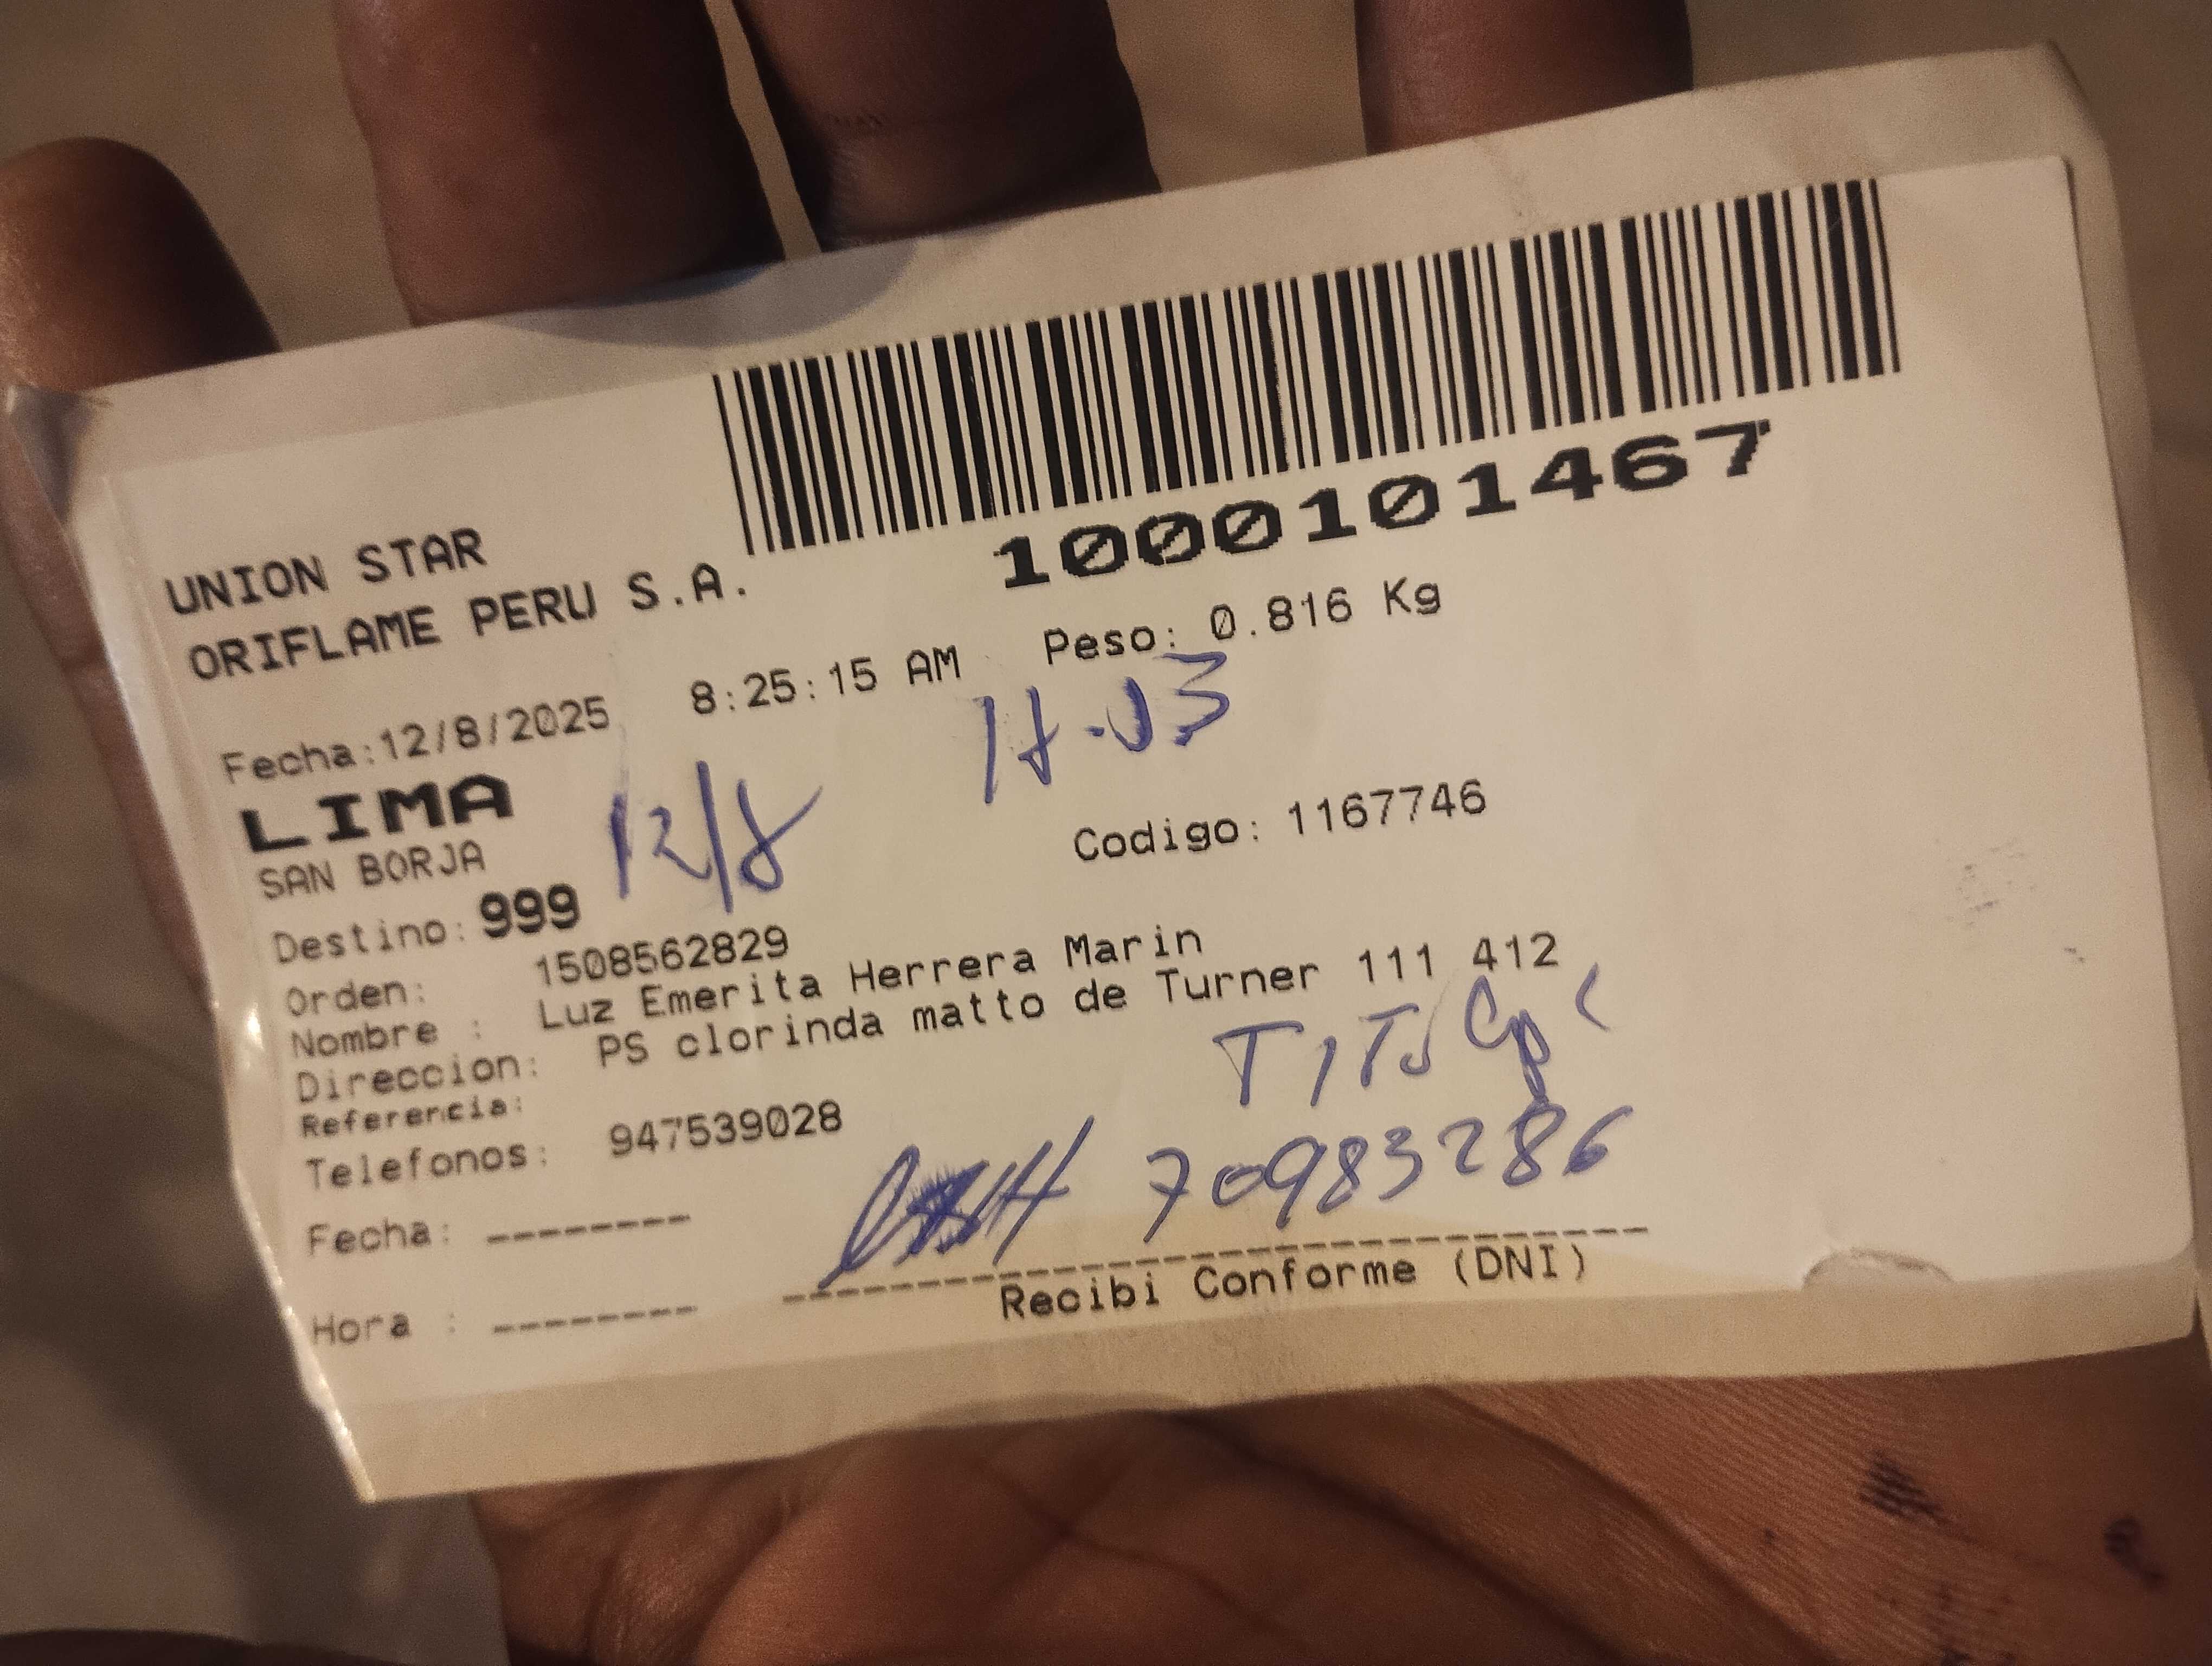 1000101467
UNION STAR
ORIFLAME PERU S.A.
Fecha:12/8/2025 8:25:15 AM Peso: 0.816 Kg
LIMA
12/8
SAN BORJA
Codigo: 1167746
Destino: 999
Orden: 1508562829
Nombre : Luz Emerita Herrera Marin
Direccion: PS clorinda matto de Turner 111 412
Referencia:
Telefonos: 947539028
70983286
Fecha: --------
Recibi Conforme (DNI)
Hora : --------